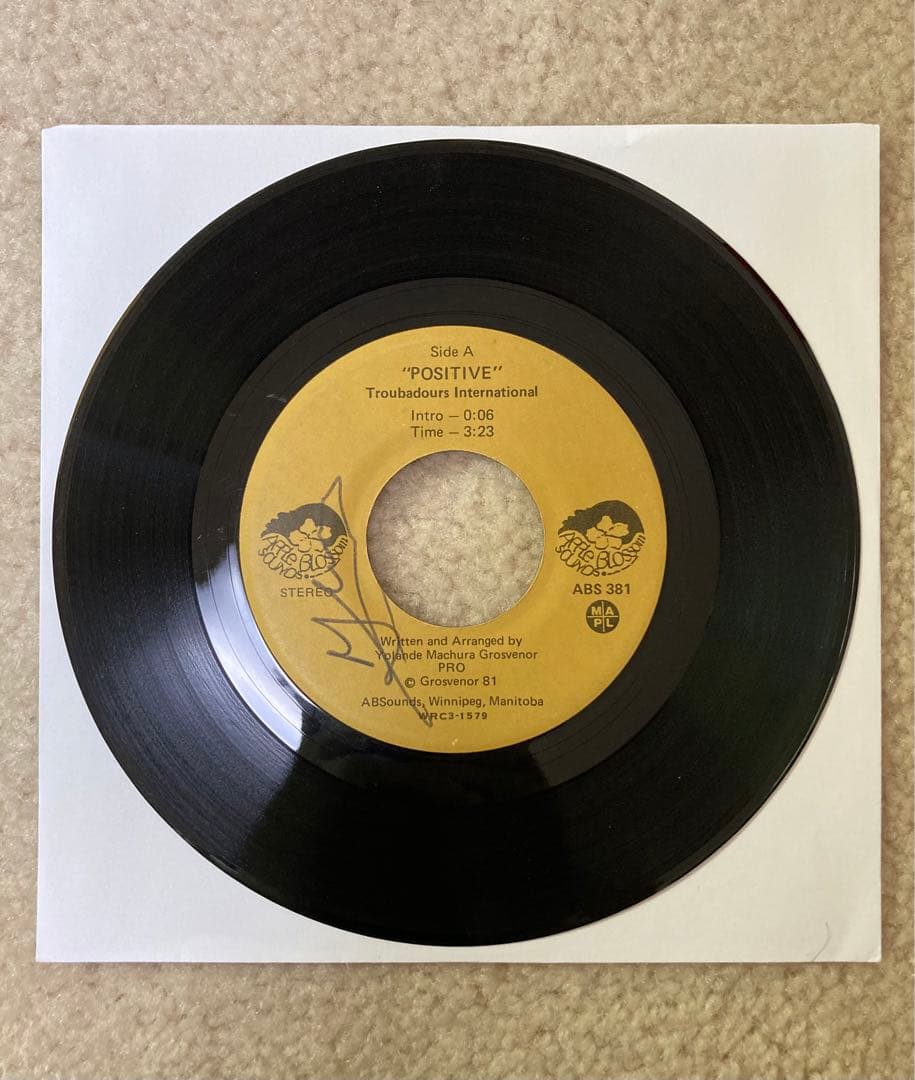 Side A
"POSITIVE"
Troubadours International
Intro — 0:06
Time — 3:23
APPLE BLOSSOM
SOUNDS
STEREO
APPLE BLOSSOM
SOUNDS
ABS 381
MAPL
Written and Arranged by
Yolande Machura Grosvenor
PRO
© Grosvenor 81
ABSounds, Winnipeg, Manitoba
WRC3-1579